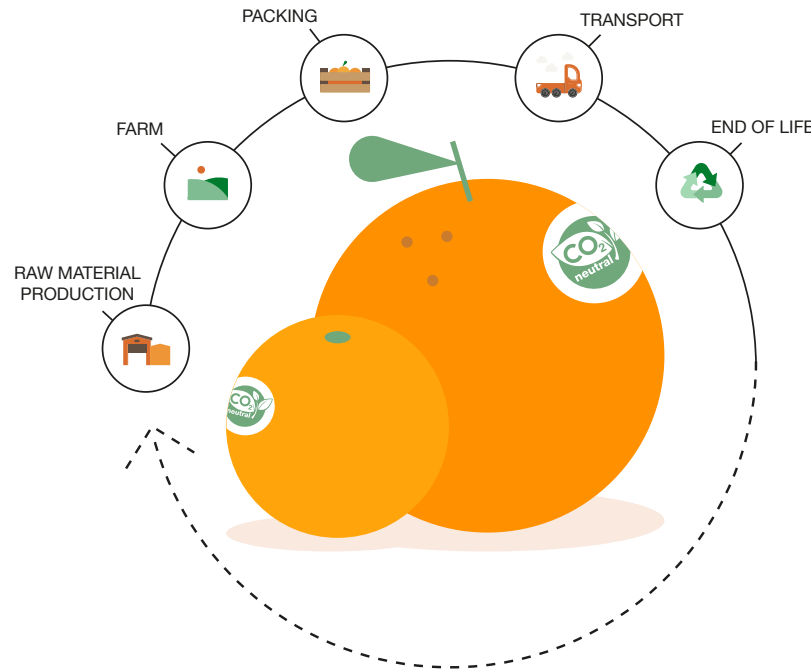 PACKING
TRANSPORT
FARM
END OF LIFE
RAW MATERIAL
PRODUCTION
CO2
neutral
CO2
neutral